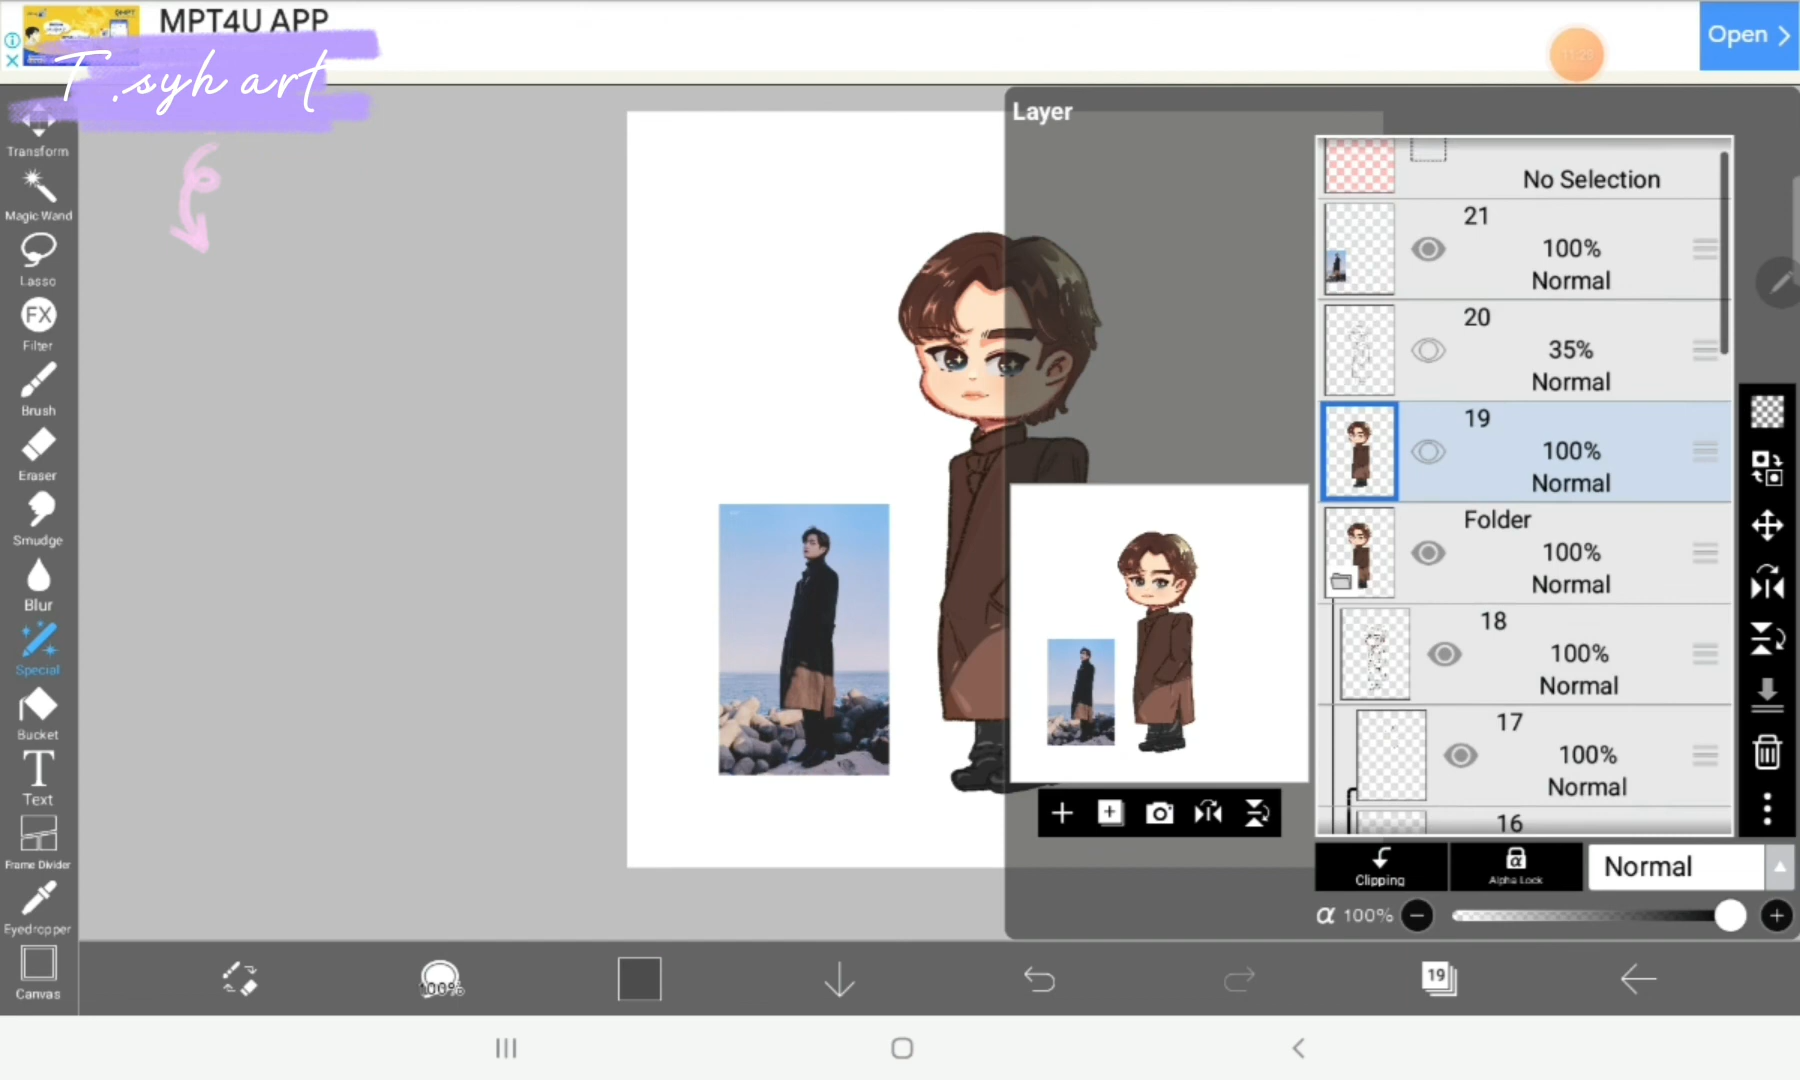 MPT4U APP
Open
T.syh art
11:29
Layer
Transform
Magic Wand
Lasso
FX
Filter
Brush
Eraser
Smudge
Blur
Special
Bucket
T
Text
Frame Divider
Eyedropper
Canvas
No Selection
21
100%
Normal
20
35%
Normal
19
100%
Normal
Folder
100%
Normal
18
100%
Normal
17
100%
Normal
16
Clipping
α
Alpha Lock
Normal
α 100%
100%
19